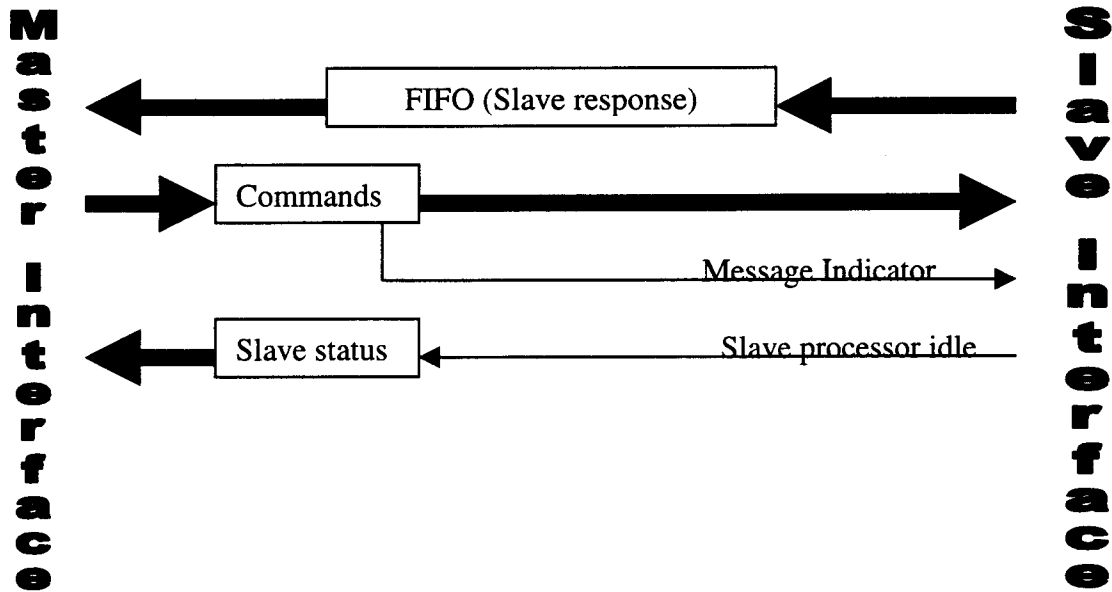 Master Interface
FIFO (Slave response)
Commands
Message Indicator
Slave status
Slave processor idle
Slave Interface